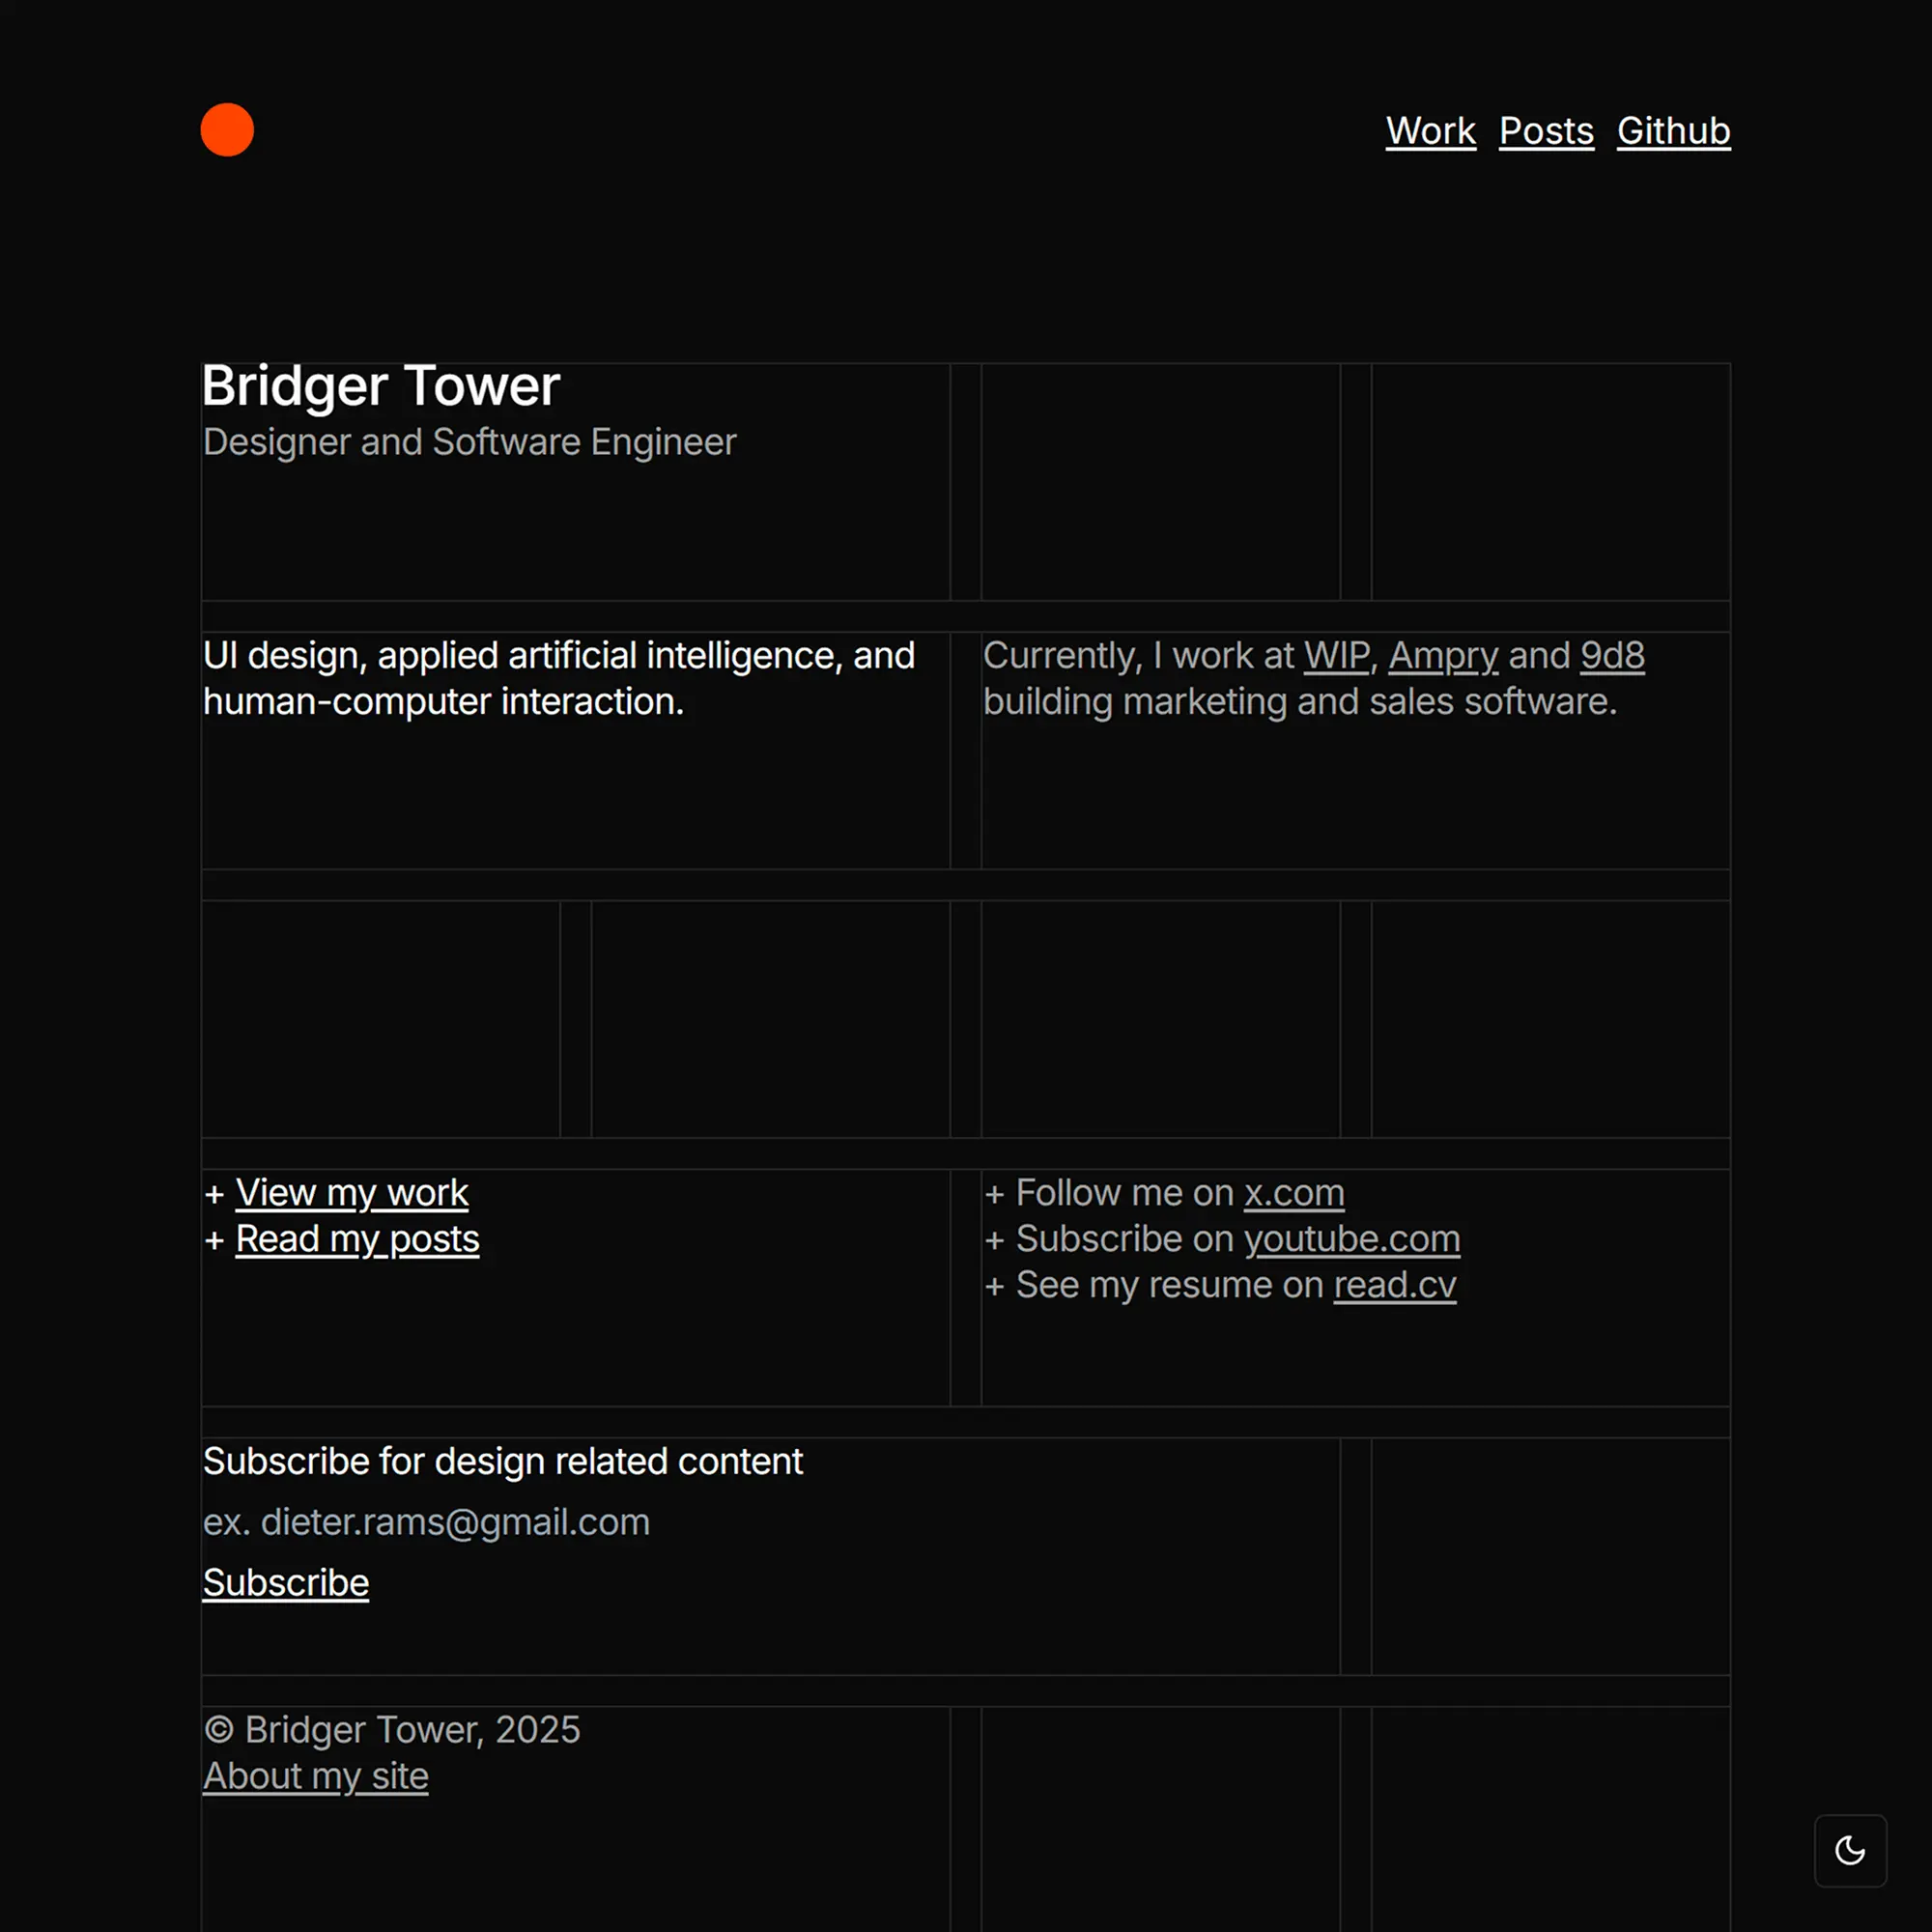 Work Posts Github
Bridger Tower
Designer and Software Engineer
UI design, applied artificial intelligence, and
human-computer interaction.
Currently, I work at WIP, Ampry and 9d8
building marketing and sales software.
+ View my work
+ Read my posts
+ Follow me on x.com
+ Subscribe on youtube.com
+ See my resume on read.cv
Subscribe for design related content
ex. dieter.rams@gmail.com
Subscribe
© Bridger Tower, 2025
About my site